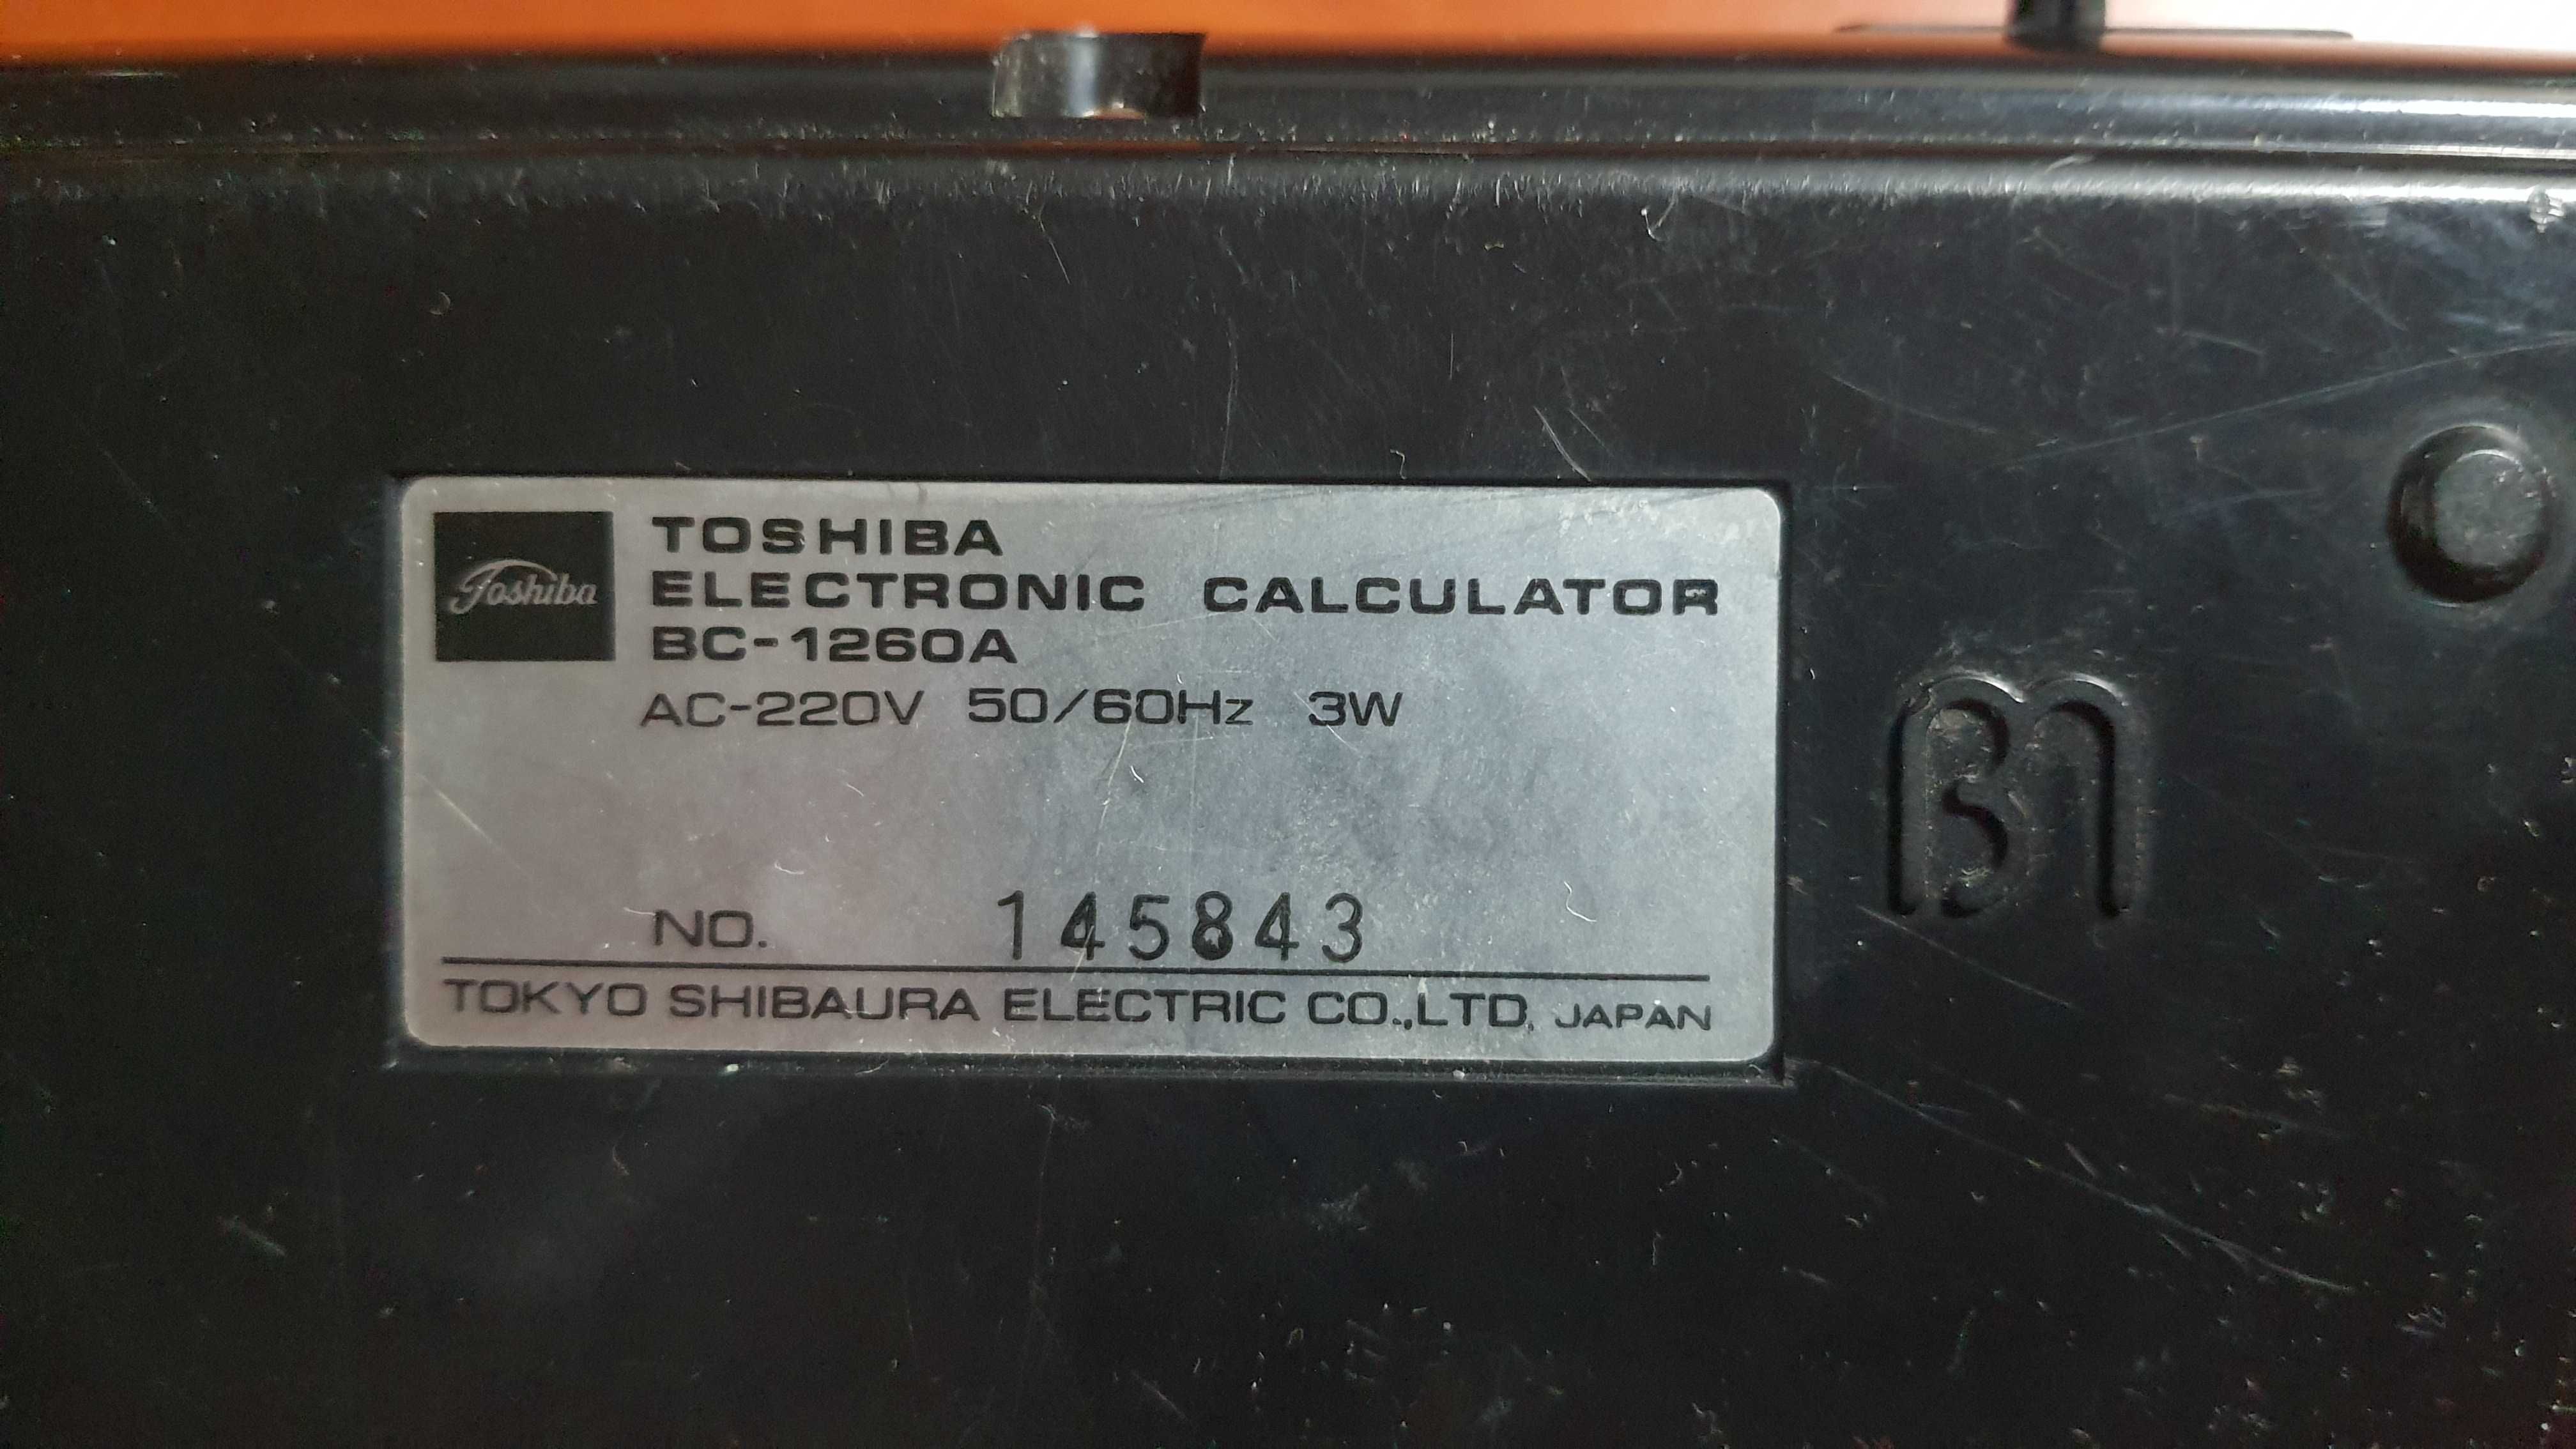 Toshiba
TOSHIBA
ELECTRONIC CALCULATOR
BC-1260A
AC-220V 50/60Hz 3W
NO. 145843
TOKYO SHIBAURA ELECTRIC CO.,LTD. JAPAN